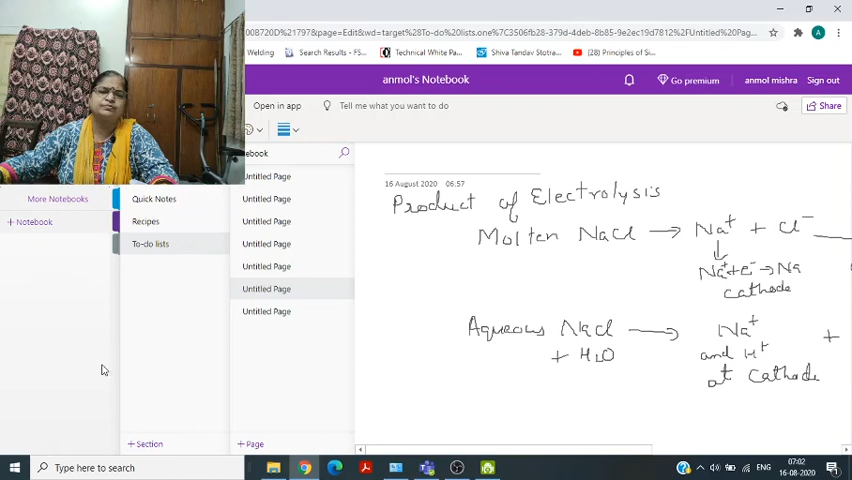 008720D%21797&page=Edit&wd=target%28To-do%20lists.one%7C3506fb28-379d-4deb-8b85-9e2ec19d7812%2FUntitled%20Pag...
A
Welding
Search Results - FS...
Technical White Pa...
Shiva Tandav Stotra...
(28) Principles of Si...
anmol's Notebook
Go premium
anmol mishra
Sign out
Open in app
Tell me what you want to do
Share
book
More Notebooks
+ Notebook
Quick Notes
Recipes
To-do lists
+ Section
Untitled Page
Untitled Page
Untitled Page
Untitled Page
Untitled Page
Untitled Page
Untitled Page
+ Page
16 August 2020 06:57
Product of Electrolysis
Molten NaCl → Na⁺ + Cl⁻
↓
Na⁺+e⁻→Na
cathode
Aqueous NaCl → Na⁺ +
+ H₂O and H⁺
at Cathode
Type here to search
ENG
07:02
16-08-2020